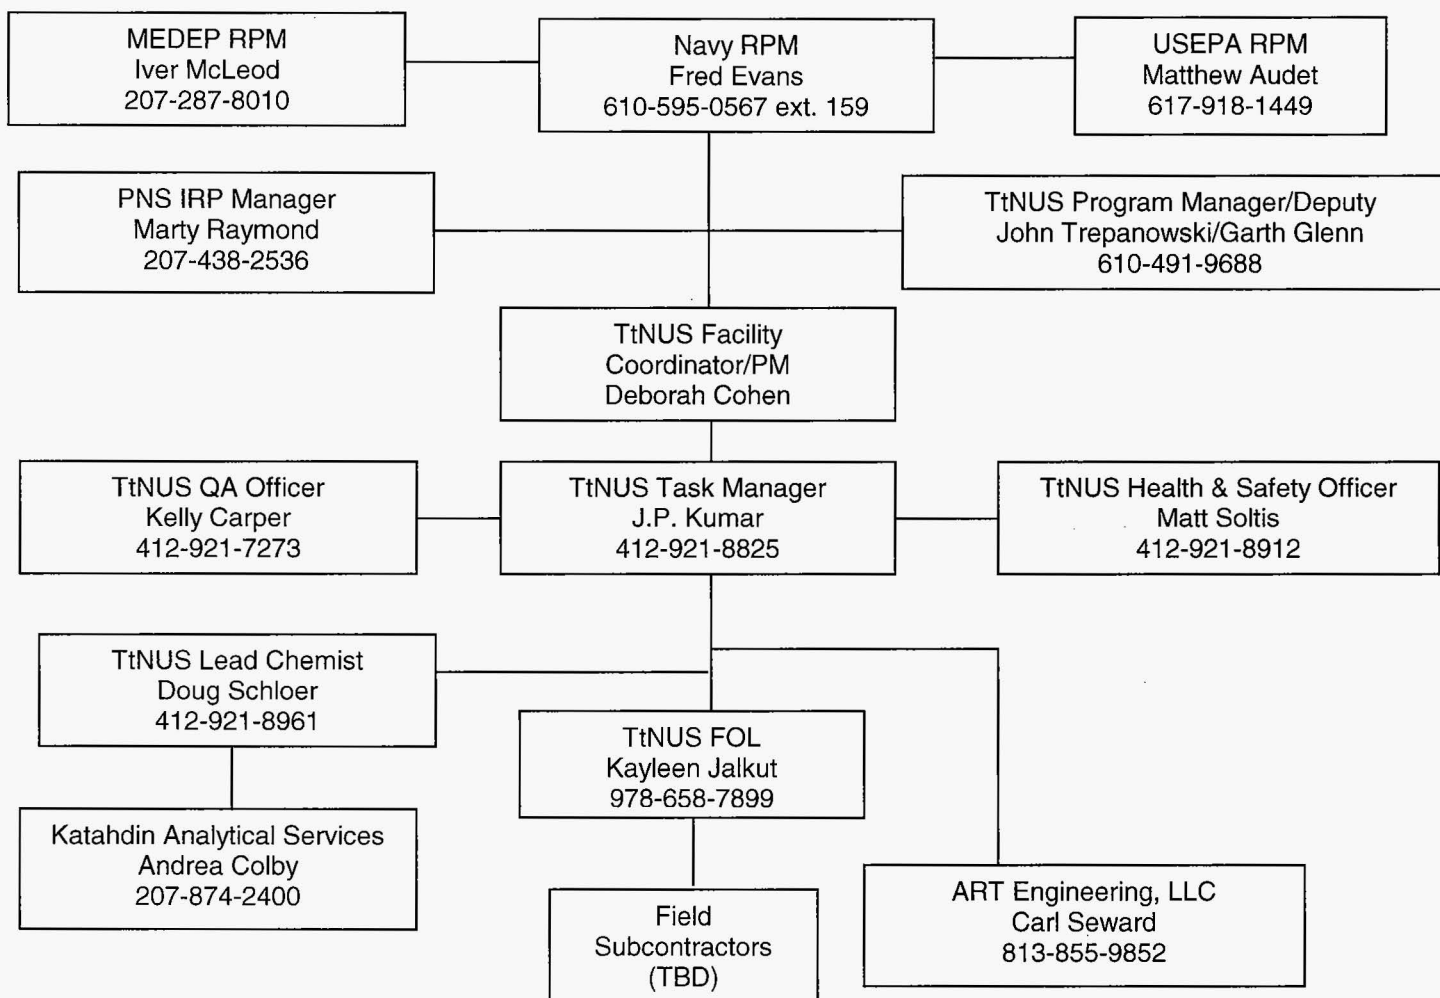 MEDEP RPM
Iver McLeod
207-287-8010
Navy RPM
Fred Evans
610-595-0567 ext. 159
USEPA RPM
Matthew Audet
617-918-1449
PNS IRP Manager
Marty Raymond
207-438-2536
TtNUS Program Manager/Deputy
John Trepanowski/Garth Glenn
610-491-9688
TtNUS Facility
Coordinator/PM
Deborah Cohen
TtNUS QA Officer
Kelly Carper
412-921-7273
TtNUS Task Manager
J.P. Kumar
412-921-8825
TtNUS Health & Safety Officer
Matt Soltis
412-921-8912
TtNUS Lead Chemist
Doug Schloer
412-921-8961
TtNUS FOL
Kayleen Jalkut
978-658-7899
Katahdin Analytical Services
Andrea Colby
207-874-2400
Field
Subcontractors
(TBD)
ART Engineering, LLC
Carl Seward
813-855-9852